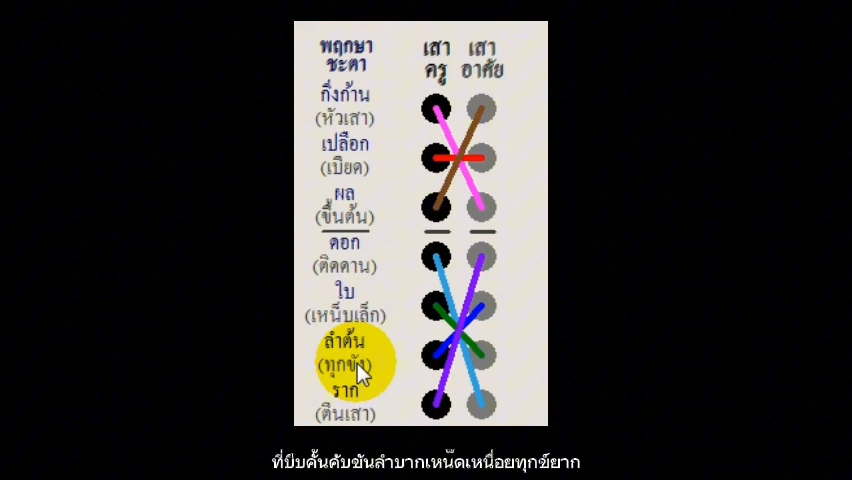 พฤกษา เสา เสา
ชะตา ครู อาศัย
กิ่งก้าน
(หัวเสา)
เปลือก
(เบียด)
ผล
(ขึ้นต้น)
ดอก
(ติดดาน)
ใบ
(เหน็บเล็ก)
ลำต้น
(ทุกขัง)
ราก
(ตีนเสา)
ที่บีบคั้นคับขันลำบากเหน็ดเหนื่อยทุกข์ยาก